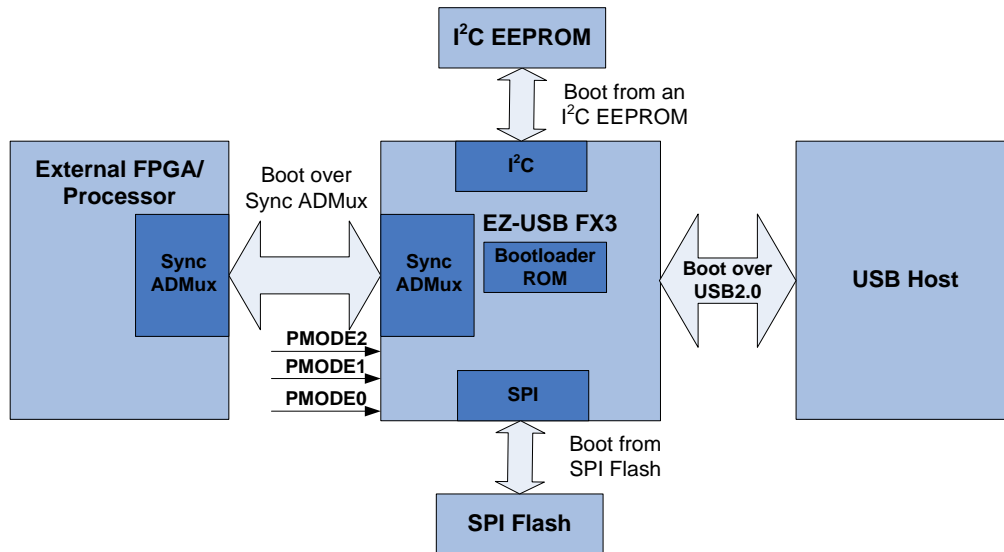 I²C EEPROM
Boot from an
I²C EEPROM
External FPGA/
Processor
Boot over
Sync ADMux
I²C
EZ-USB FX3
Sync
ADMux
Sync
ADMux
Bootloader
ROM
Boot over
USB2.0
USB Host
PMODE2
PMODE1
PMODE0
SPI
Boot from
SPI Flash
SPI Flash